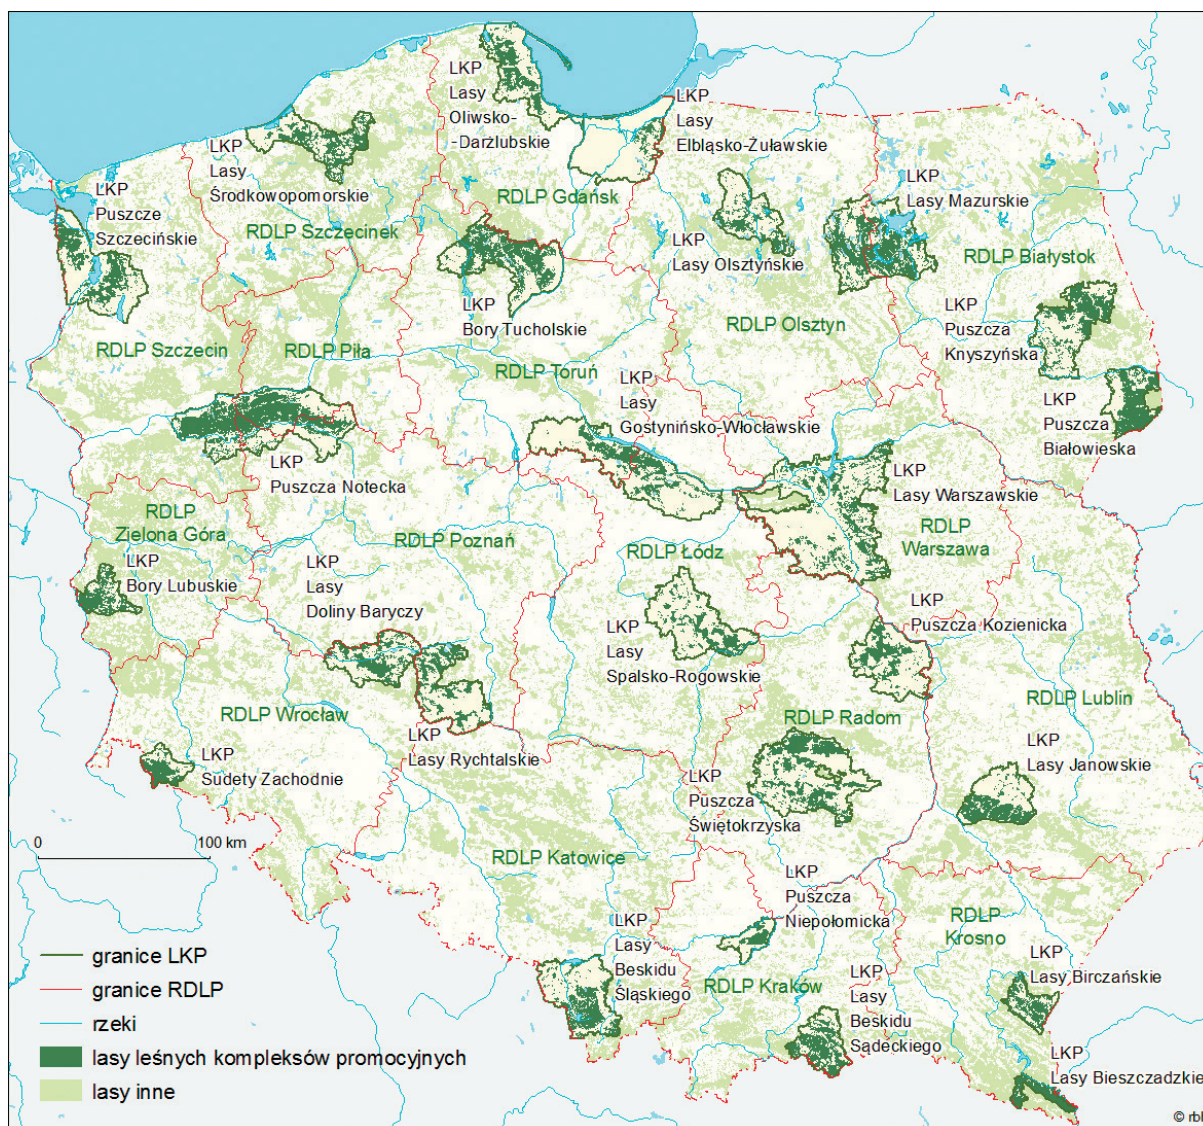 LKP
Lasy
Oliwsko-
-Darżlubskie
LKP
Lasy
Elbląsko-Żuławskie
LKP
Lasy
Środkowopomorskie
LKP
Puszcze
Szczecińskie
RDLP Gdańsk
RDLP Szczecinek
LKP
Lasy Mazurskie
LKP
Lasy Olsztyńskie
RDLP Białystok
LKP
Bory Tucholskie
RDLP Olsztyn
LKP
Puszcza
Knyszyńska
RDLP Szczecin
RDLP Piła
RDLP Toruń
LKP
Lasy
Gostynińsko-Włocławskie
LKP
Puszcza
Białowieska
LKP
Puszcza Notecka
LKP
Lasy Warszawskie
RDLP
Zielona Góra
RDLP Poznań
RDLP Łódź
RDLP
Warszawa
LKP
Bory Lubuskie
LKP
Lasy
Doliny Baryczy
LKP
Puszcza Kozienicka
LKP
Lasy
Spalsko-Rogowskie
RDLP Wrocław
RDLP Radom
RDLP Lublin
LKP
Lasy Rychtalskie
LKP
Sudety Zachodnie
LKP
Lasy Janowskie
LKP
Puszcza
Świętokrzyska
0 100 km
RDLP Katowice
LKP
Puszcza
Niepołomicka
LKP
Lasy
Beskidu
Śląskiego
RDLP
Krosno
LKP
Lasy Birczańskie
RDLP Kraków
LKP
Lasy
Beskidu
Sądeckiego
LKP
Lasy Bieszczadzkie
granice LKP
granice RDLP
rzeki
lasy leśnych kompleksów promocyjnych
lasy inne
© rbl